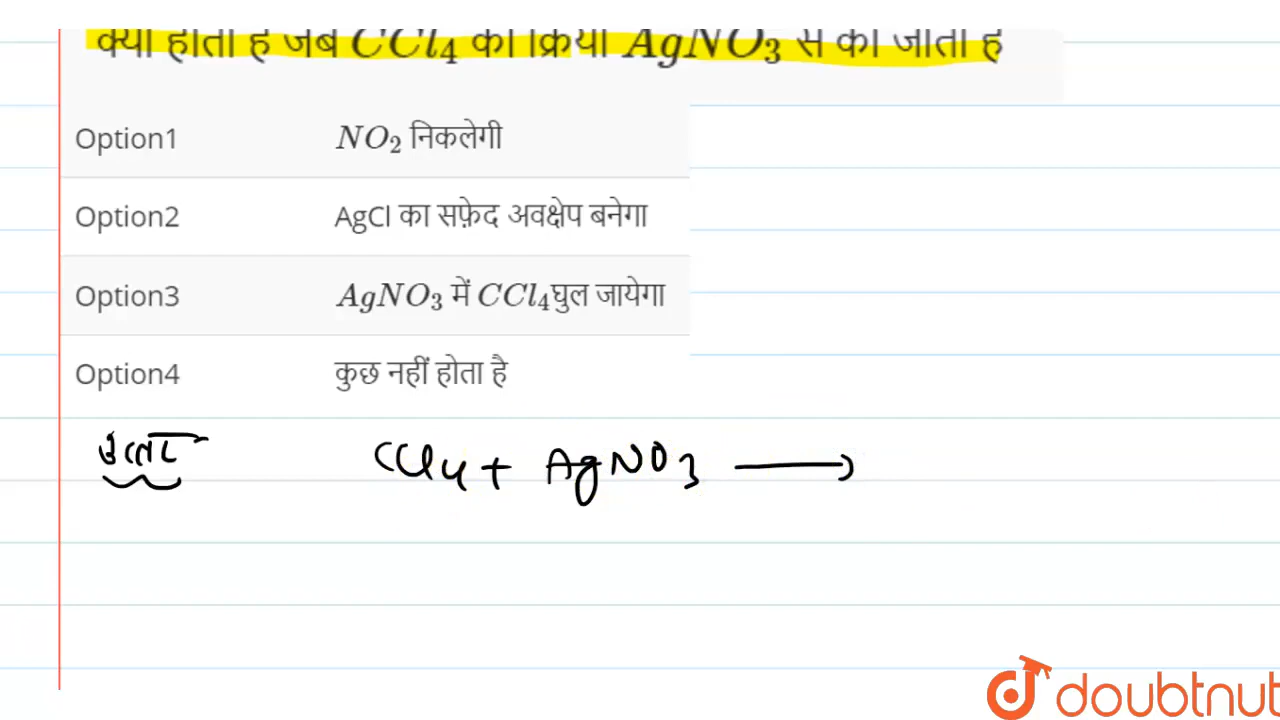 क्या होता है जब CCl₄ की क्रिया AgNO₃ से की जाती है
Option1 NO₂ निकलेगी
Option2 AgCl का सफ़ेद अवक्षेप बनेगा
Option3 AgNO₃ में CCl₄घुल जायेगा
Option4 कुछ नहीं होता है
उत्तर CCl4 + AgNO3 ⟶
doubtnut